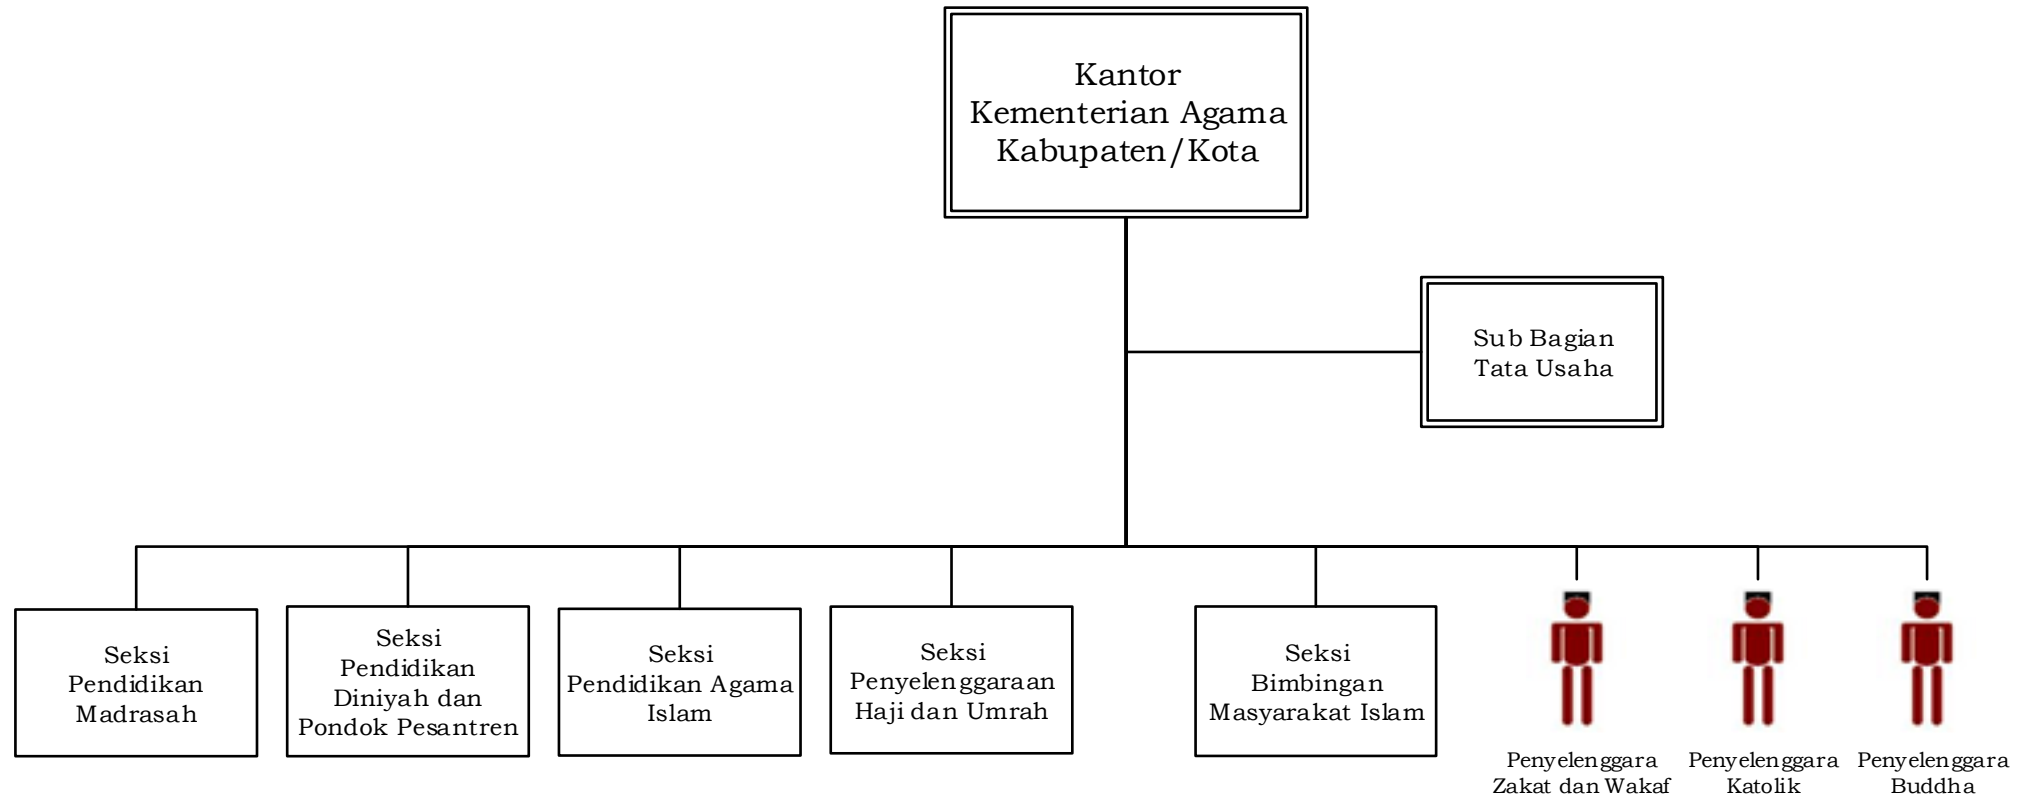 Kantor
Kementerian Agama
Kabupaten/Kota
Sub Bagian
Tata Usaha
Seksi
Pendidikan
Madrasah
Seksi
Pendidikan
Diniyah dan
Pondok Pesantren
Seksi
Pendidikan Agama
Islam
Seksi
Penyelenggaraan
Haji dan Umrah
Seksi
Bimbingan
Masyarakat Islam
Penyelenggara
Zakat dan Wakaf
Penyelenggara
Katolik
Penyelenggara
Buddha